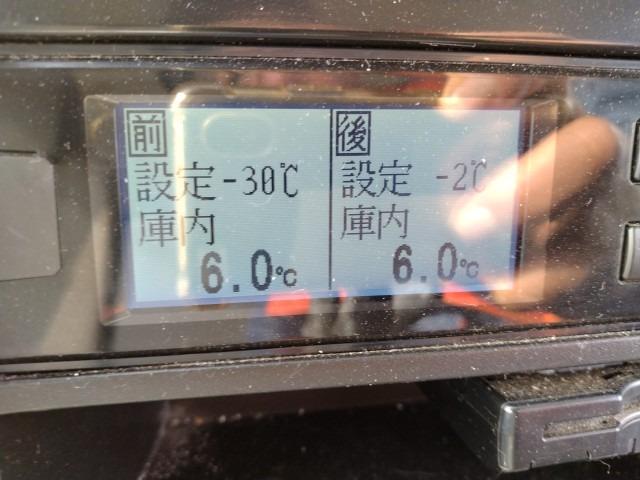 前
設定 -30℃
庫内
6.0℃
後
設定 -2℃
庫内
6.0℃